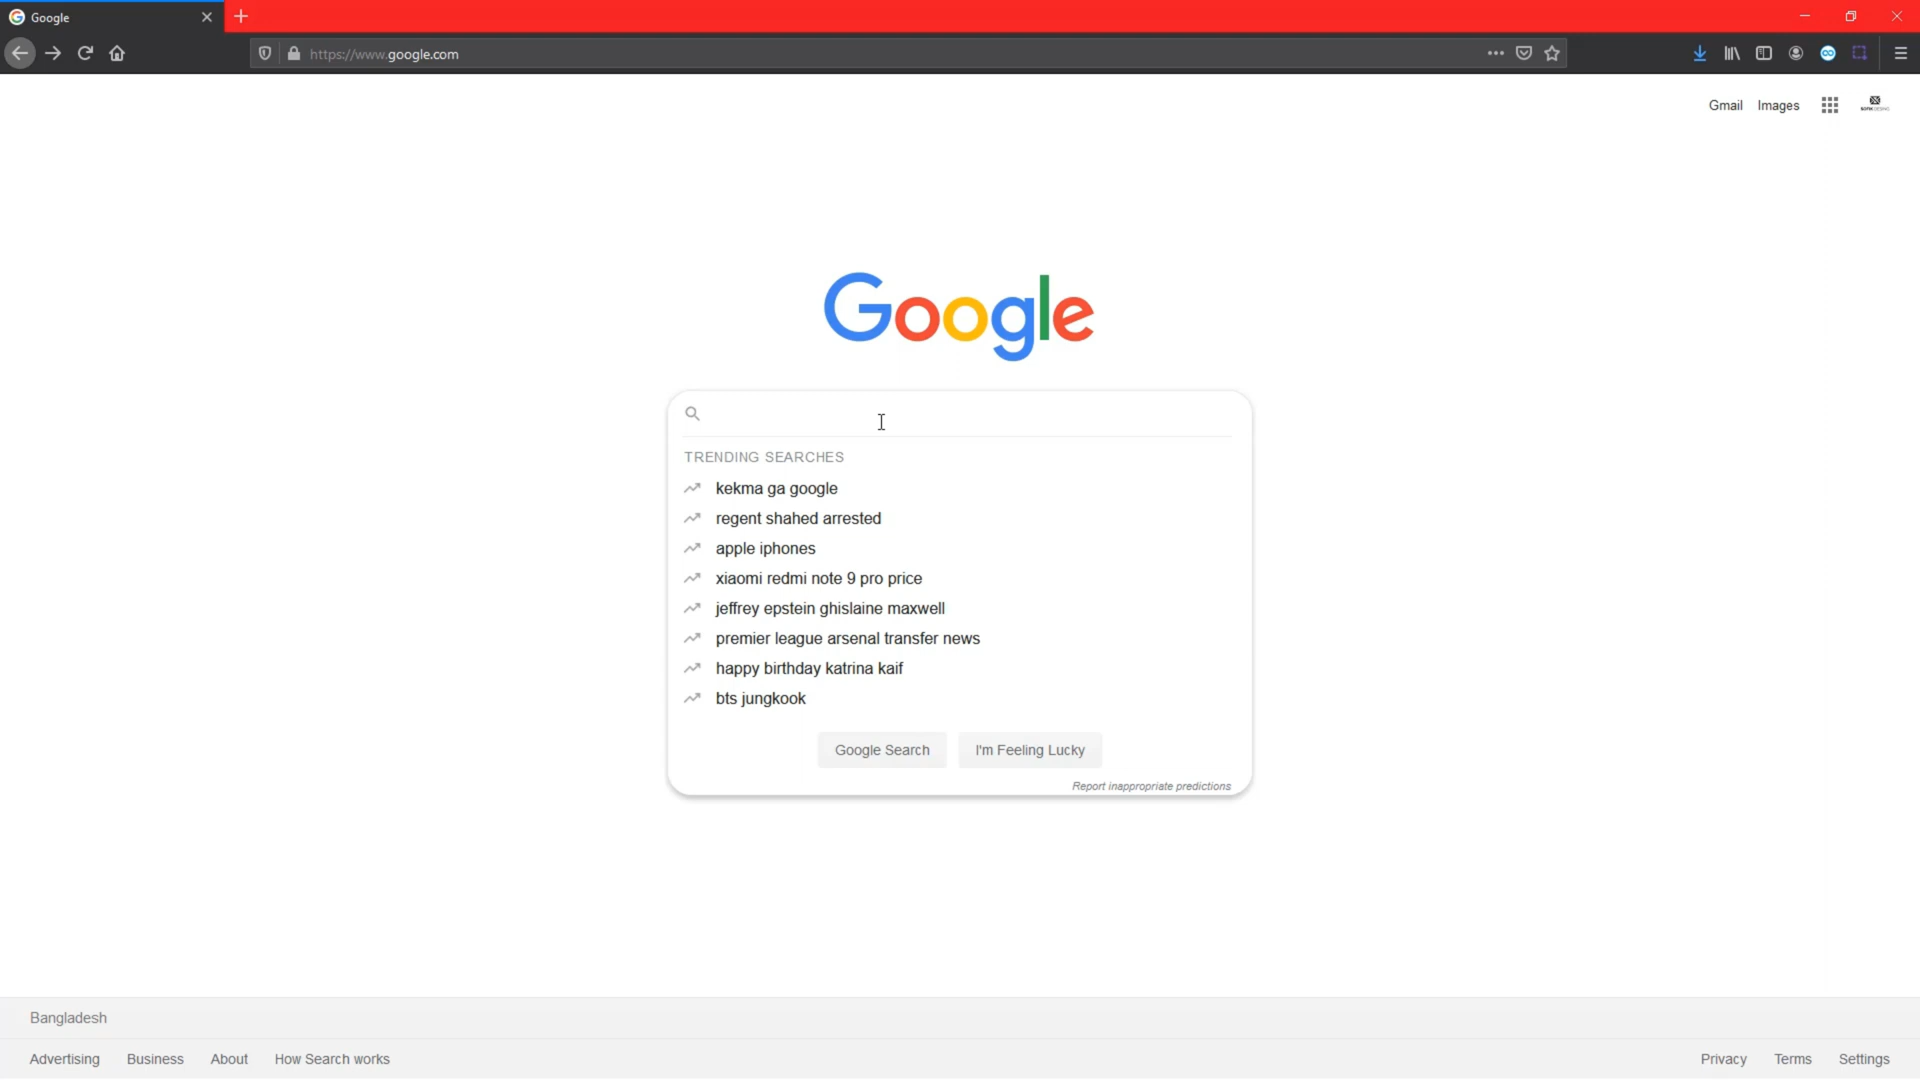 Google
https://www.google.com
Gmail Images
Google
TRENDING SEARCHES
kekma ga google
regent shahed arrested
apple iphones
xiaomi redmi note 9 pro price
jeffrey epstein ghislaine maxwell
premier league arsenal transfer news
happy birthday katrina kaif
bts jungkook
Google Search I'm Feeling Lucky
Report inappropriate predictions
Bangladesh
Advertising Business About How Search works Privacy Terms Settings